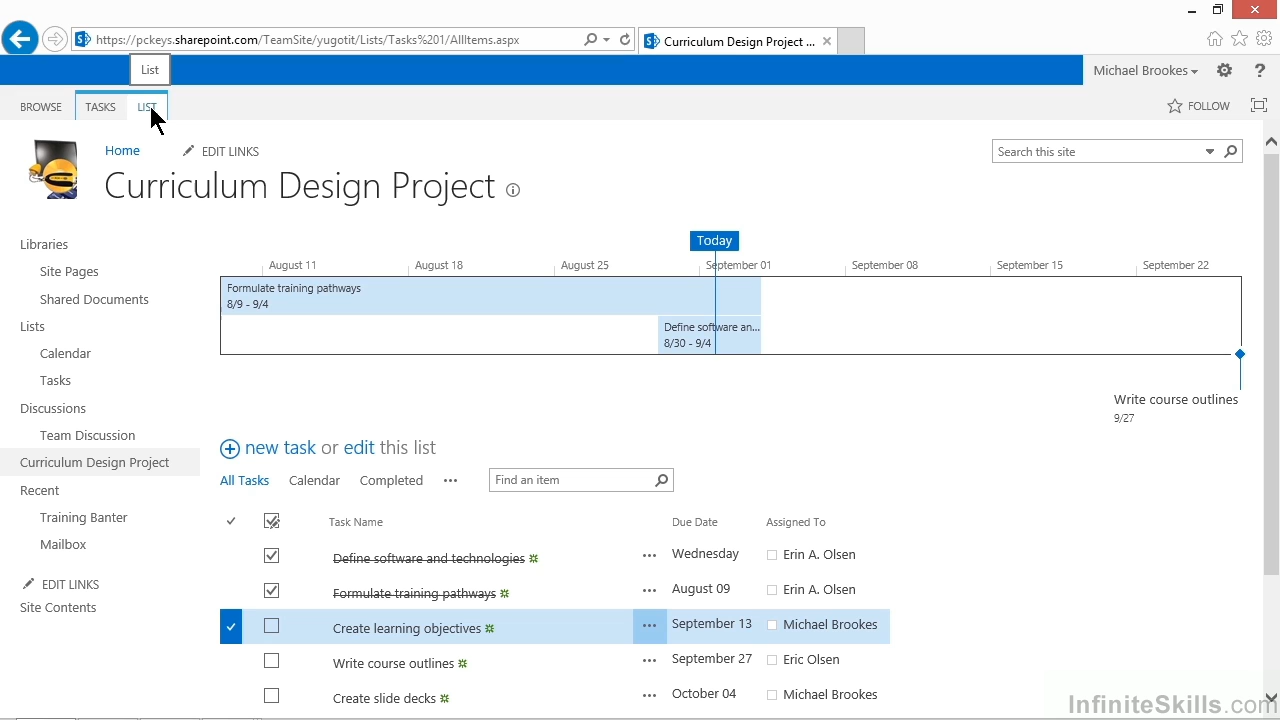 https://pckeys.sharepoint.com/TeamSite/yugotit/Lists/Tasks%201/AllItems.aspx
Curriculum Design Project ...
List
Michael Brookes
?
BROWSE
TASKS
LIST
FOLLOW
Home
EDIT LINKS
Search this site
Curriculum Design Project
Libraries
Site Pages
Shared Documents
Lists
Calendar
Tasks
Discussions
Team Discussion
Curriculum Design Project
Recent
Training Banter
Mailbox
EDIT LINKS
Site Contents
Today
August 11 August 18 August 25 September 01 September 08 September 15 September 22
Formulate training pathways
8/9 - 9/4
Define software an...
8/30 - 9/4
Write course outlines
9/27
new task or edit this list
All Tasks Calendar Completed ... Find an item
Task Name Due Date Assigned To
Define software and technologies ... Wednesday Erin A. Olsen
Formulate training pathways ... August 09 Erin A. Olsen
Create learning objectives ... September 13 Michael Brookes
Write course outlines ... September 27 Eric Olsen
Create slide decks ... October 04 Michael Brookes
InfiniteSkills.com